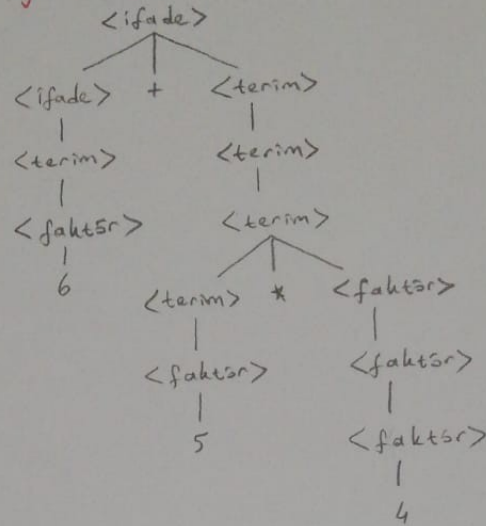 <ifade>
<ifade> + <terim>
<terim> <terim>
<faktör> <terim>
6
<terim> * <faktör>
<faktör> <faktör>
5 <faktör>
4